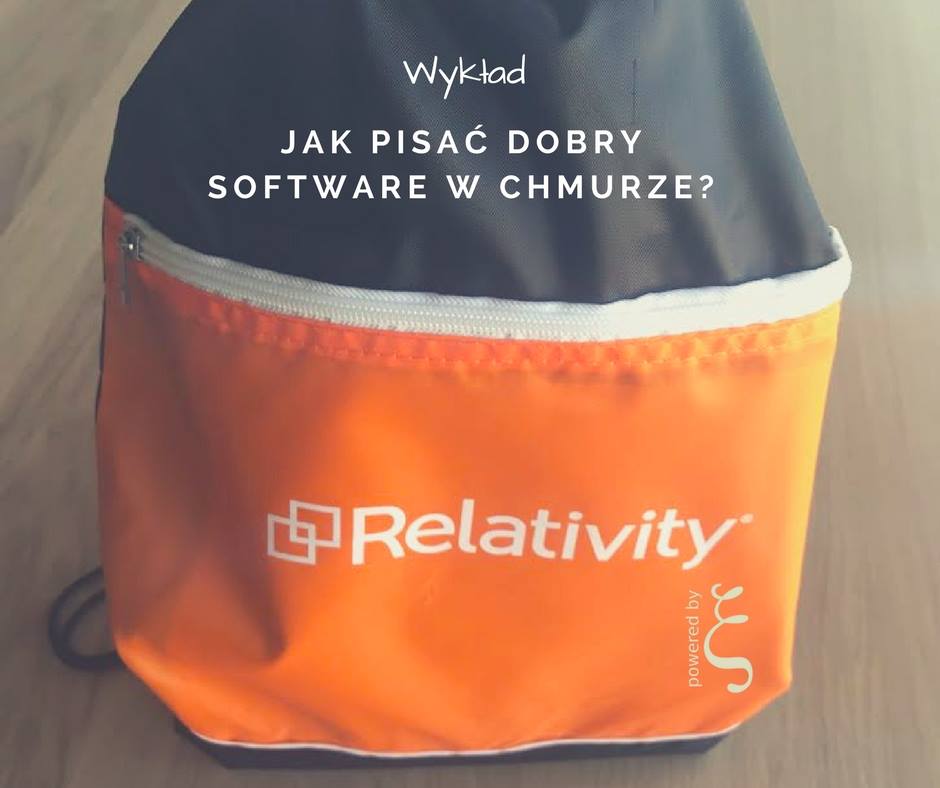 Wykład
JAK PISAĆ DOBRY
SOFTWARE W CHMURZE?
Relativity®
powered by